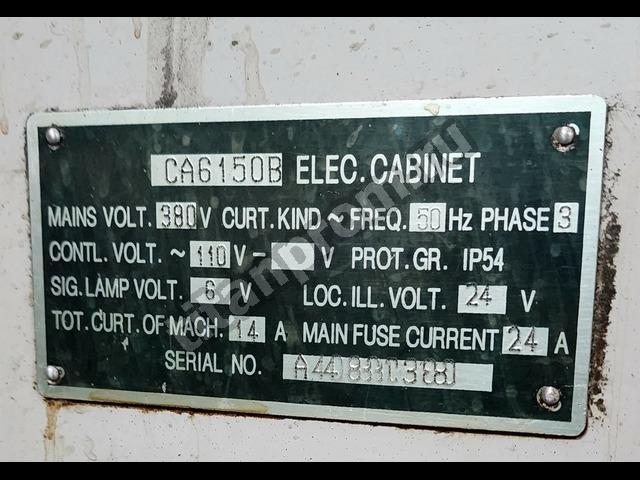 CA6150B ELEC.CABINET
MAINS VOLT. 380 V CURT.KIND ~ FREQ. 50 Hz PHASE 3
CONTL. VOLT. ~ 110 V - V PROT.GR. IP54
SIG.LAMP VOLT. 6 V LOC.ILL.VOLT. 24 V
TOT.CURT.OF MACH. 14 A MAIN FUSE CURRENT 24 A
SERIAL NO.
titanprom.ru